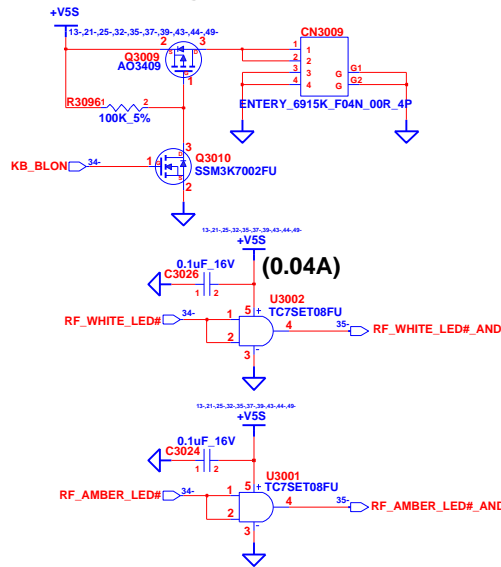 +V5S
13-,21-,25-,32-,35-,37-,39-,43-,44-,49-
2 3
Q3009
AO3409
1
CN3009
1 1
2 2
3 3
4 4
G G1
G G2
ENTERY_6915K_F04N_00R_4P
R3096 1 2
100K_5%
KB_BLON 34-
1
3
D
G
S
Q3010
SSM3K7002FU
2
13-,21-,25-,32-,35-,37-,39-,43-,44-,49-
+V5S
(0.04A)
0.1uF_16V
C3026
1 2
U3002
TC7SET08FU
RF_WHITE_LED# 34-
1 5 +
2
4
3 -
35- RF_WHITE_LED#_AND
13-,21-,25-,32-,35-,37-,39-,43-,44-,49-
+V5S
0.1uF_16V
C3024
1 2
U3001
TC7SET08FU
RF_AMBER_LED# 34-
1 5 +
2
4
3 -
35- RF_AMBER_LED#_AND